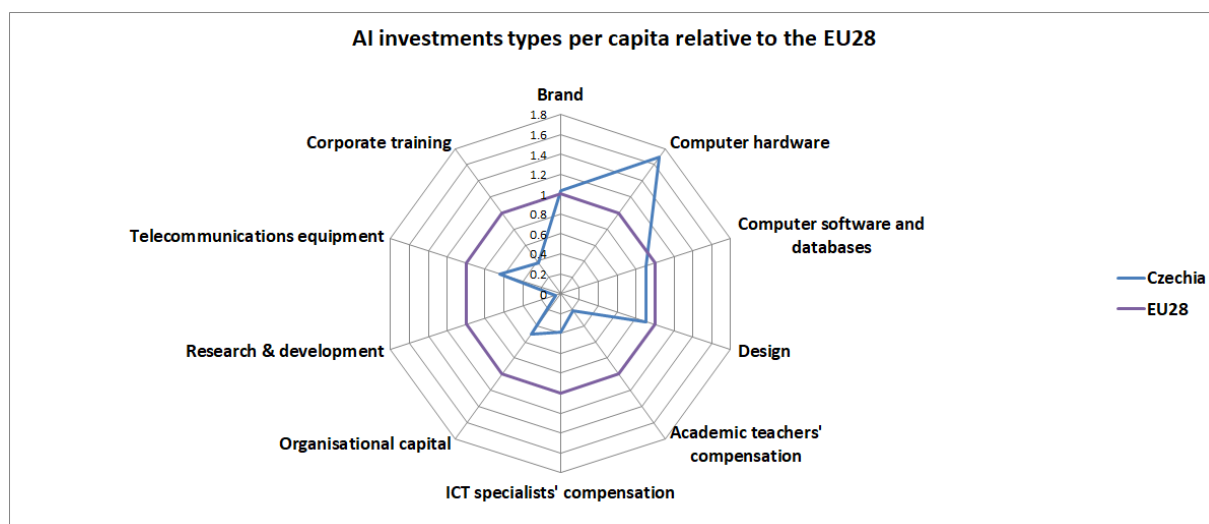 AI investments types per capita relative to the EU28
Brand
Corporate training
Computer hardware
Telecommunications equipment
Computer software and
databases
Research & development
Design
Organisational capital
Academic teachers'
compensation
ICT specialists' compensation
1.8
1.6
1.4
1.2
1
0.8
0.6
0.4
0.2
0
Czechia
EU28